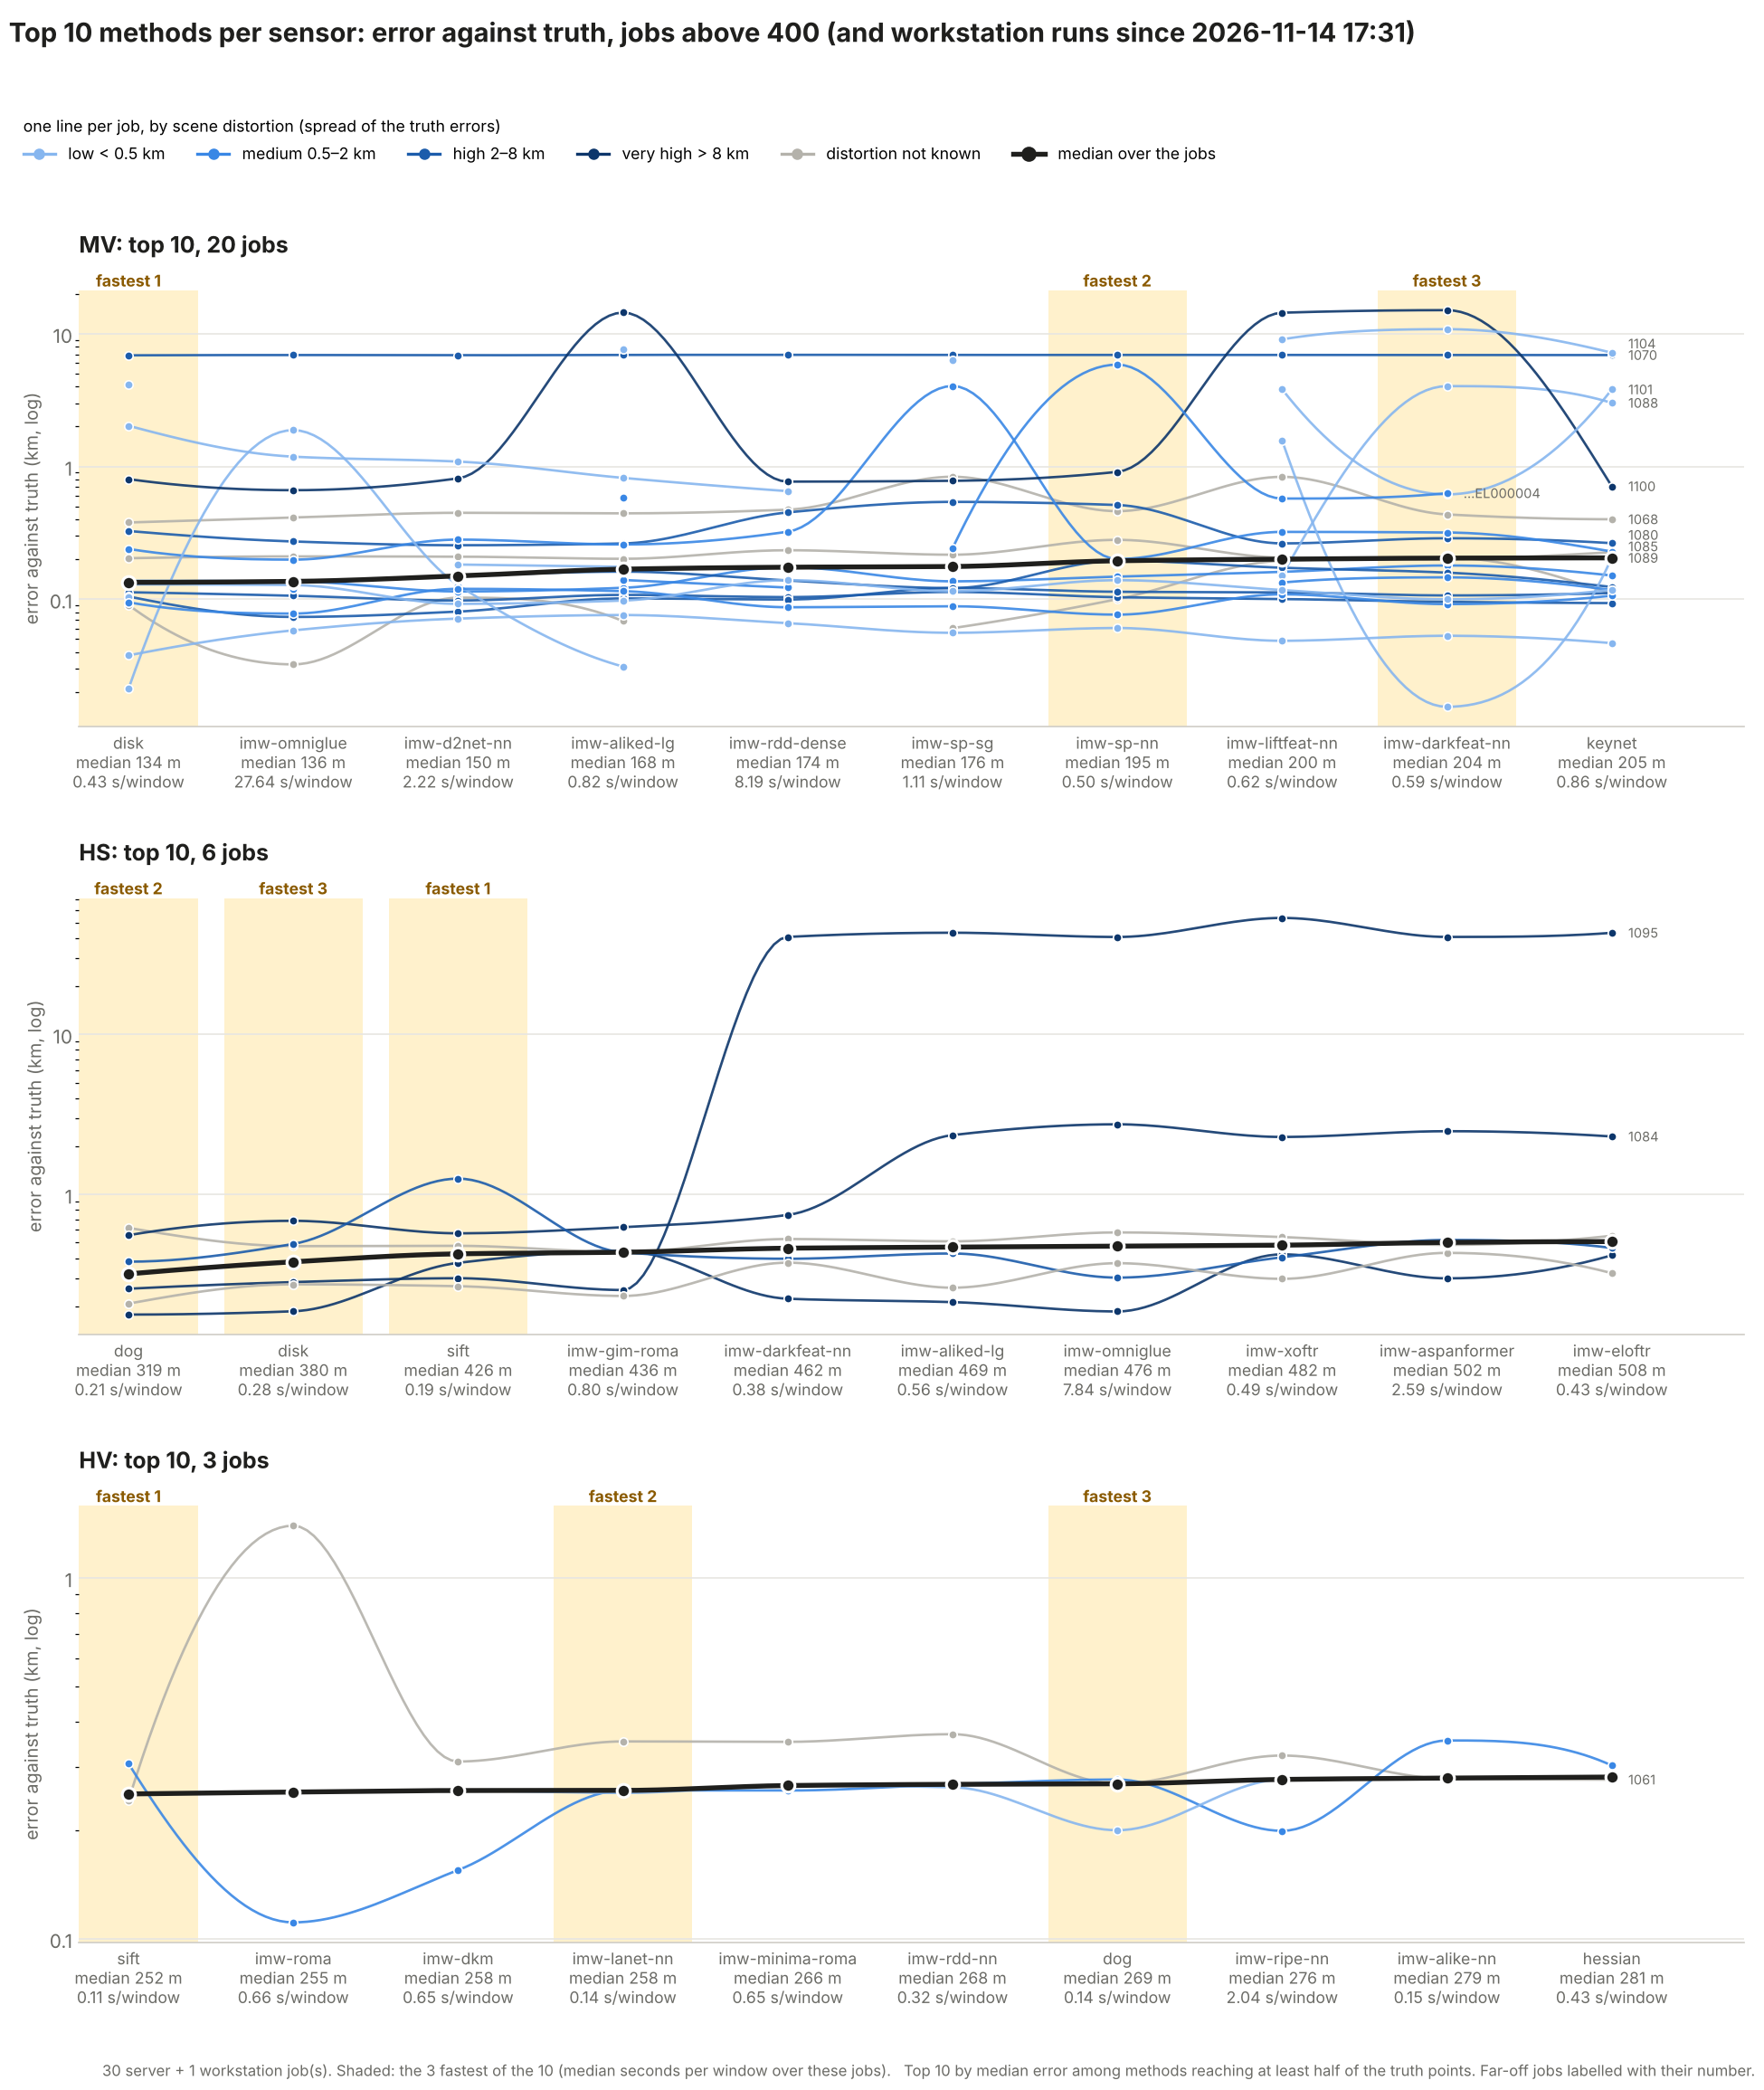 Top 10 methods per sensor: error against truth, jobs above 400 (and workstation runs since 2026-11-14 17:31)
one line per job, by scene distortion (spread of the truth errors)
low < 0.5 km medium 0.5–2 km high 2–8 km very high > 8 km distortion not known median over the jobs
MV: top 10, 20 jobs
fastest 1 fastest 2 fastest 3
error against truth (km, log)
10
1
0.1
1104
1070
1101
1088
1100
...EL000004
1068
1080
1085
1089
disk imw-omniglue imw-d2net-nn imw-aliked-lg imw-rdd-dense imw-sp-sg imw-sp-nn imw-liftfeat-nn imw-darkfeat-nn keynet
median 134 m median 136 m median 150 m median 168 m median 174 m median 176 m median 195 m median 200 m median 204 m median 205 m
0.43 s/window 27.64 s/window 2.22 s/window 0.82 s/window 8.19 s/window 1.11 s/window 0.50 s/window 0.62 s/window 0.59 s/window 0.86 s/window
HS: top 10, 6 jobs
fastest 2 fastest 3 fastest 1
error against truth (km, log)
10
1
1095
1084
dog disk sift imw-gim-roma imw-darkfeat-nn imw-aliked-lg imw-omniglue imw-xoftr imw-aspanformer imw-eloftr
median 319 m median 380 m median 426 m median 436 m median 462 m median 469 m median 476 m median 482 m median 502 m median 508 m
0.21 s/window 0.28 s/window 0.19 s/window 0.80 s/window 0.38 s/window 0.56 s/window 7.84 s/window 0.49 s/window 2.59 s/window 0.43 s/window
HV: top 10, 3 jobs
fastest 1 fastest 2 fastest 3
error against truth (km, log)
1
0.1
1061
sift imw-roma imw-dkm imw-lanet-nn imw-minima-roma imw-rdd-nn dog imw-ripe-nn imw-alike-nn hessian
median 252 m median 255 m median 258 m median 258 m median 266 m median 268 m median 269 m median 276 m median 279 m median 281 m
0.11 s/window 0.66 s/window 0.65 s/window 0.14 s/window 0.65 s/window 0.32 s/window 0.14 s/window 2.04 s/window 0.15 s/window 0.43 s/window
30 server + 1 workstation job(s). Shaded: the 3 fastest of the 10 (median seconds per window over these jobs). Top 10 by median error among methods reaching at least half of the truth points. Far-off jobs labelled with their number.